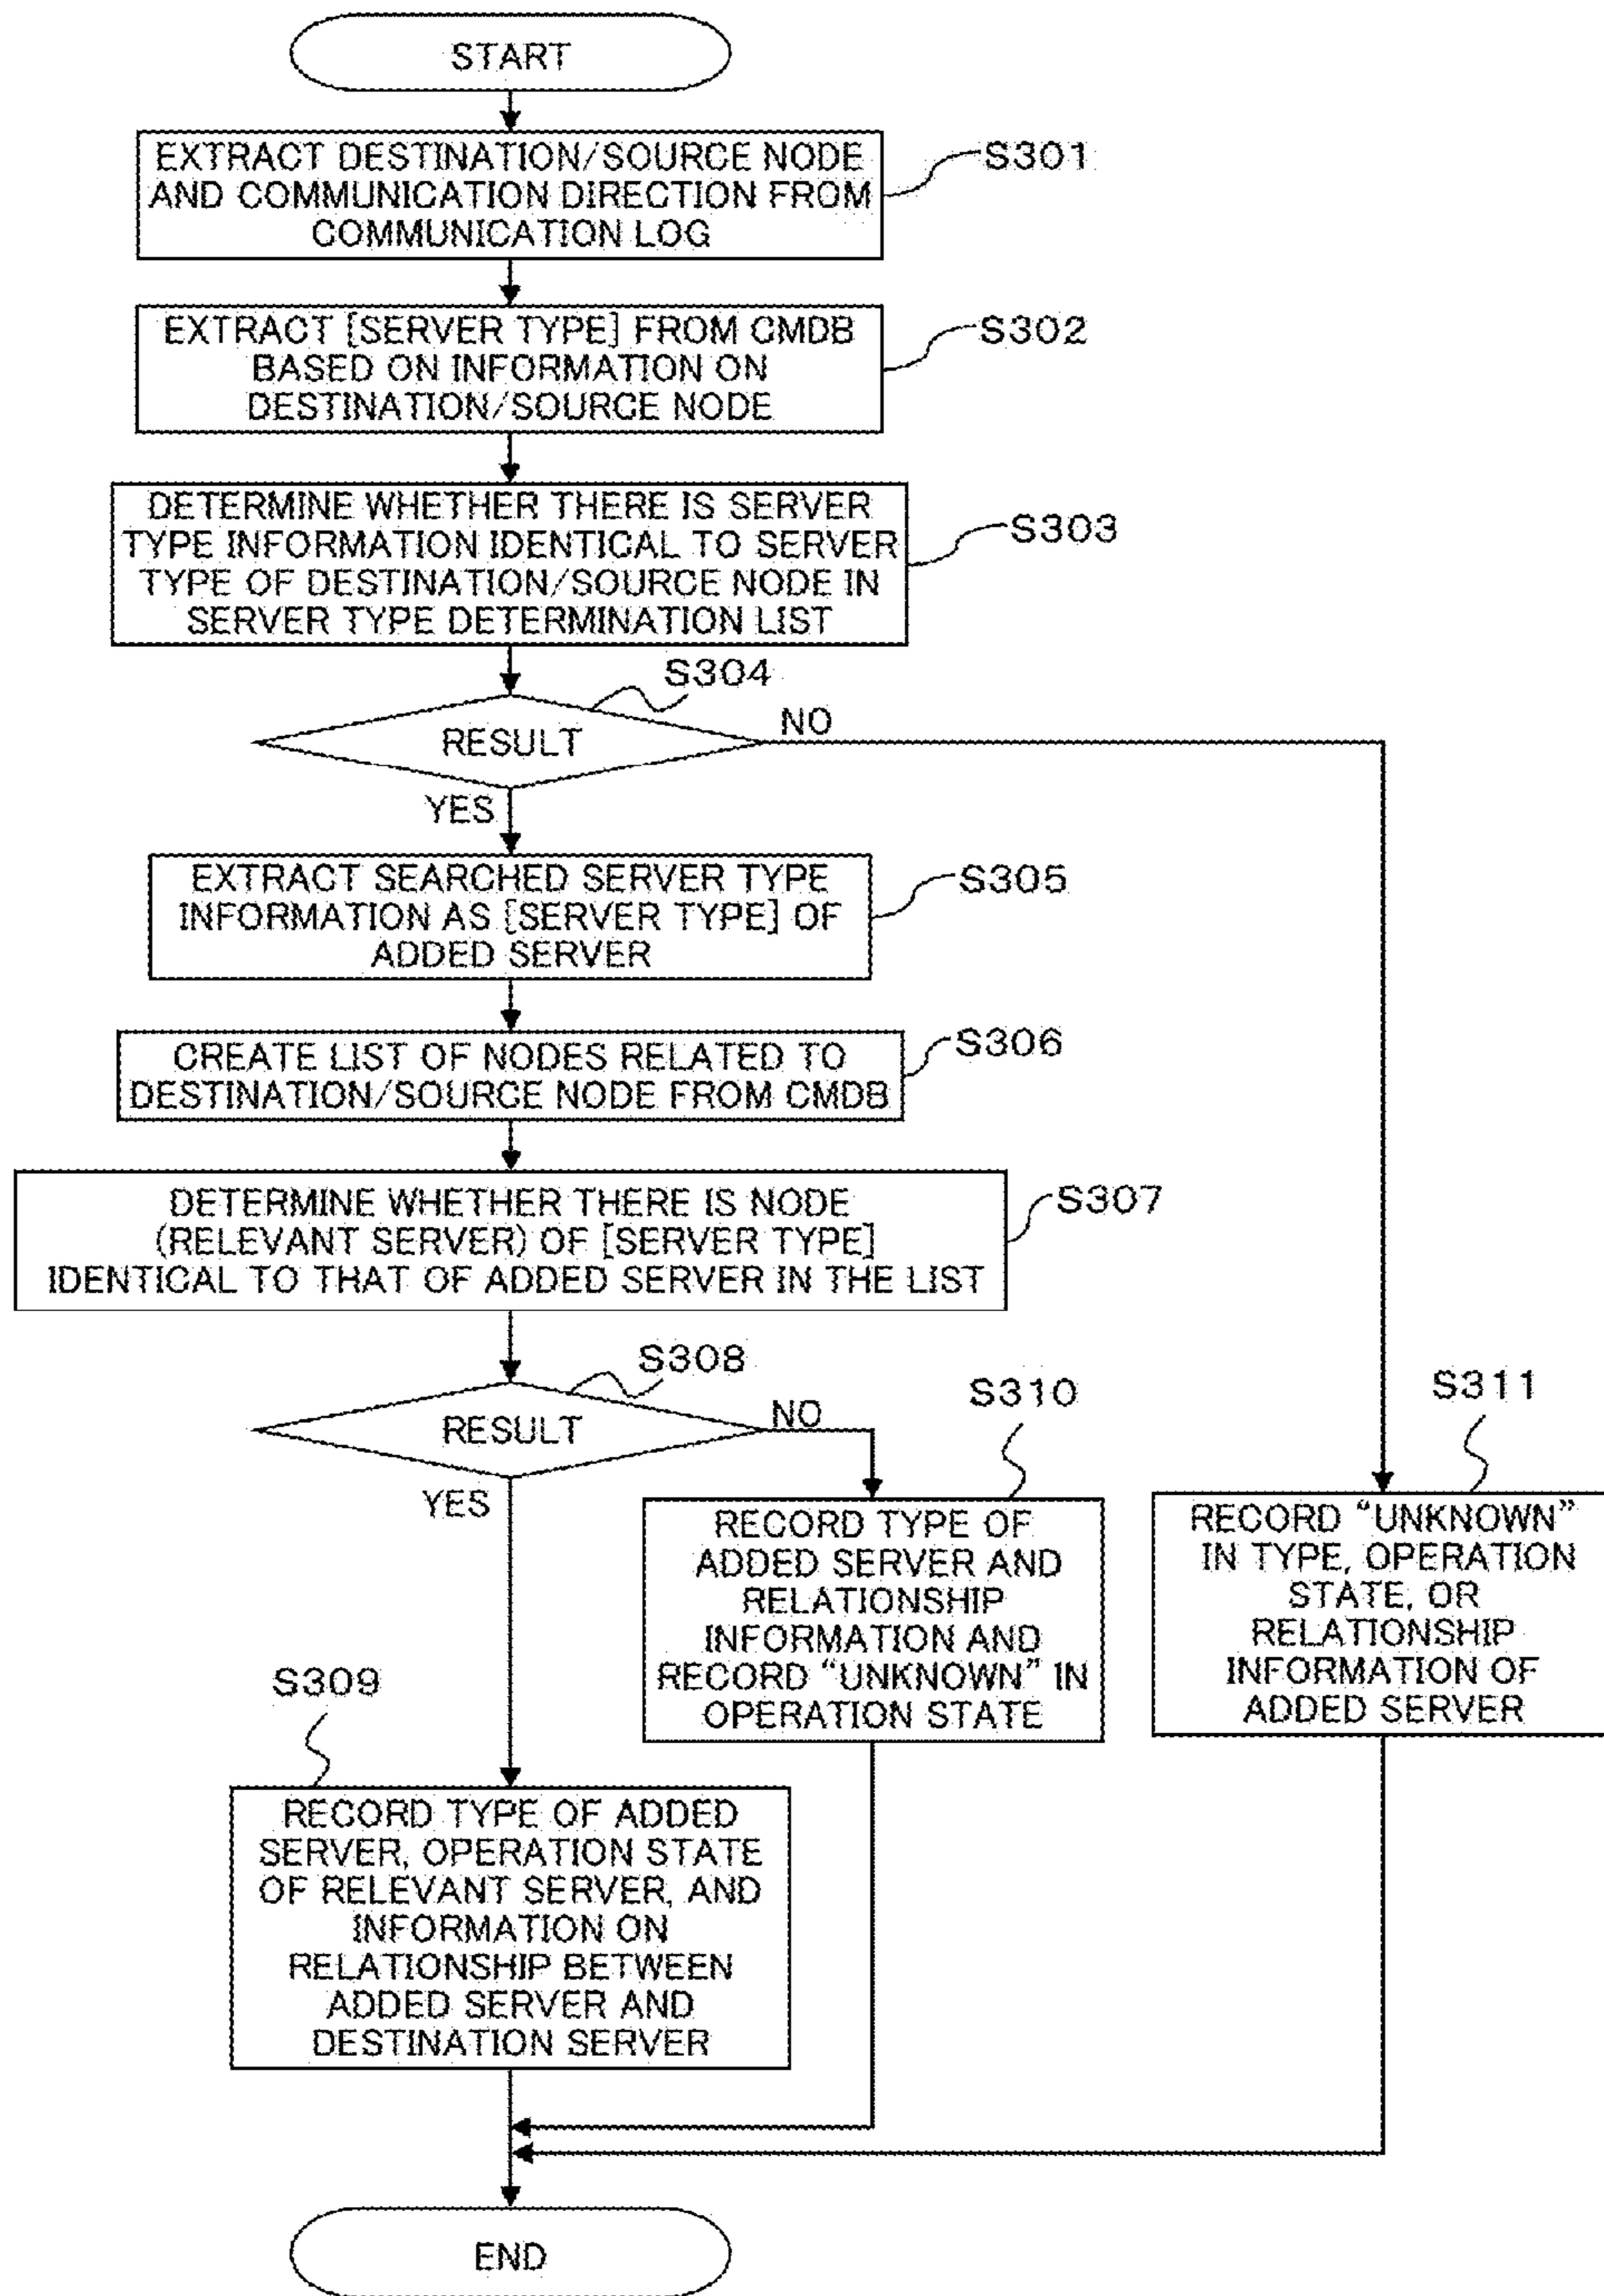 START
EXTRACT DESTINATION/SOURCE NODE
AND COMMUNICATION DIRECTION FROM
COMMUNICATION LOG
S301
EXTRACT [SERVER TYPE] FROM CMDB
BASED ON INFORMATION ON
DESTINATION/SOURCE NODE
S302
DETERMINE WHETHER THERE IS SERVER
TYPE INFORMATION IDENTICAL TO SERVER
TYPE OF DESTINATION/SOURCE NODE IN
SERVER TYPE DETERMINATION LIST
S303
S304
RESULT
NO
YES
EXTRACT SEARCHED SERVER TYPE
INFORMATION AS [SERVER TYPE] OF
ADDED SERVER
S305
CREATE LIST OF NODES RELATED TO
DESTINATION/SOURCE NODE FROM CMDB
S306
DETERMINE WHETHER THERE IS NODE
(RELEVANT SERVER) OF [SERVER TYPE]
IDENTICAL TO THAT OF ADDED SERVER IN THE LIST
S307
S308
RESULT
NO
YES
S310
RECORD TYPE OF
ADDED SERVER AND
RELATIONSHIP
INFORMATION AND
RECORD “UNKNOWN” IN
OPERATION STATE
S311
RECORD “UNKNOWN”
IN TYPE, OPERATION
STATE, OR
RELATIONSHIP
INFORMATION OF
ADDED SERVER
S309
RECORD TYPE OF ADDED
SERVER, OPERATION STATE
OF RELEVANT SERVER, AND
INFORMATION ON
RELATIONSHIP BETWEEN
ADDED SERVER AND
DESTINATION SERVER
END